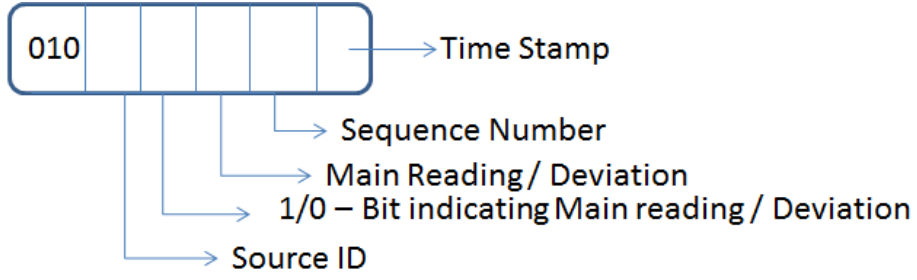 010
Time Stamp
Sequence Number
Main Reading / Deviation
1/0 – Bit indicating Main reading / Deviation
Source ID